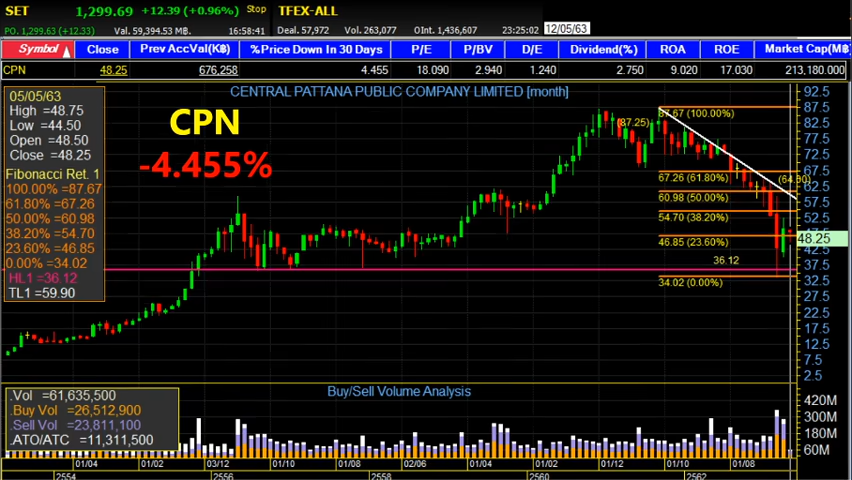 SET 1,299.69 +12.39 (+0.96%) Stop TFEX-ALL
PO. 1,299.63 (+12.33) Val. 59,394.53 M฿. 16:58:41 Deal. 57,972 Vol. 263,077 OInt. 1,436,607 23:25:02 12/05/63
Symbol Close Prev AccVal(K฿) %Price Down In 30 Days P/E P/BV D/E Dividend(%) ROA ROE Market Cap(M฿
CPN 48.25 676,258 4.455 18.090 2.940 1.240 2.750 9.020 17.030 213,180.000
CENTRAL PATTANA PUBLIC COMPANY LIMITED [month]
05/05/63
High = 48.75
Low = 44.50
Open = 48.50
Close = 48.25
Fibonacci Ret. 1
100.00% =87.67
61.80% =67.26
50.00% =60.98
38.20% =54.70
23.60% =46.85
0.00% =34.02
HL1 =36.12
TL1 =59.90
CPN
-4.455%
(87.25)
87.67 (100.00%)
67.26 (61.80%)
(64.80)
60.98 (50.00%)
54.70 (38.20%)
46.85 (23.60%)
36.12
34.02 (0.00%)
92.5
87.5
82.5
77.5
72.5
67.5
62.5
57.5
52.5
48.25
42.5
37.5
32.5
27.5
22.5
17.5
12.5
7.5
2.5
Buy/Sell Volume Analysis
.Vol =61,635,500
.Buy Vol =26,512,900
.Sell Vol =23,811,100
.ATO/ATC =11,311,500
420M
300M
180M
60M
01/04 01/02 03/12 01/10 01/08 02/06 01/04 01/02 01/12 01/10 01/08
2554 2556 2558 2560 2562